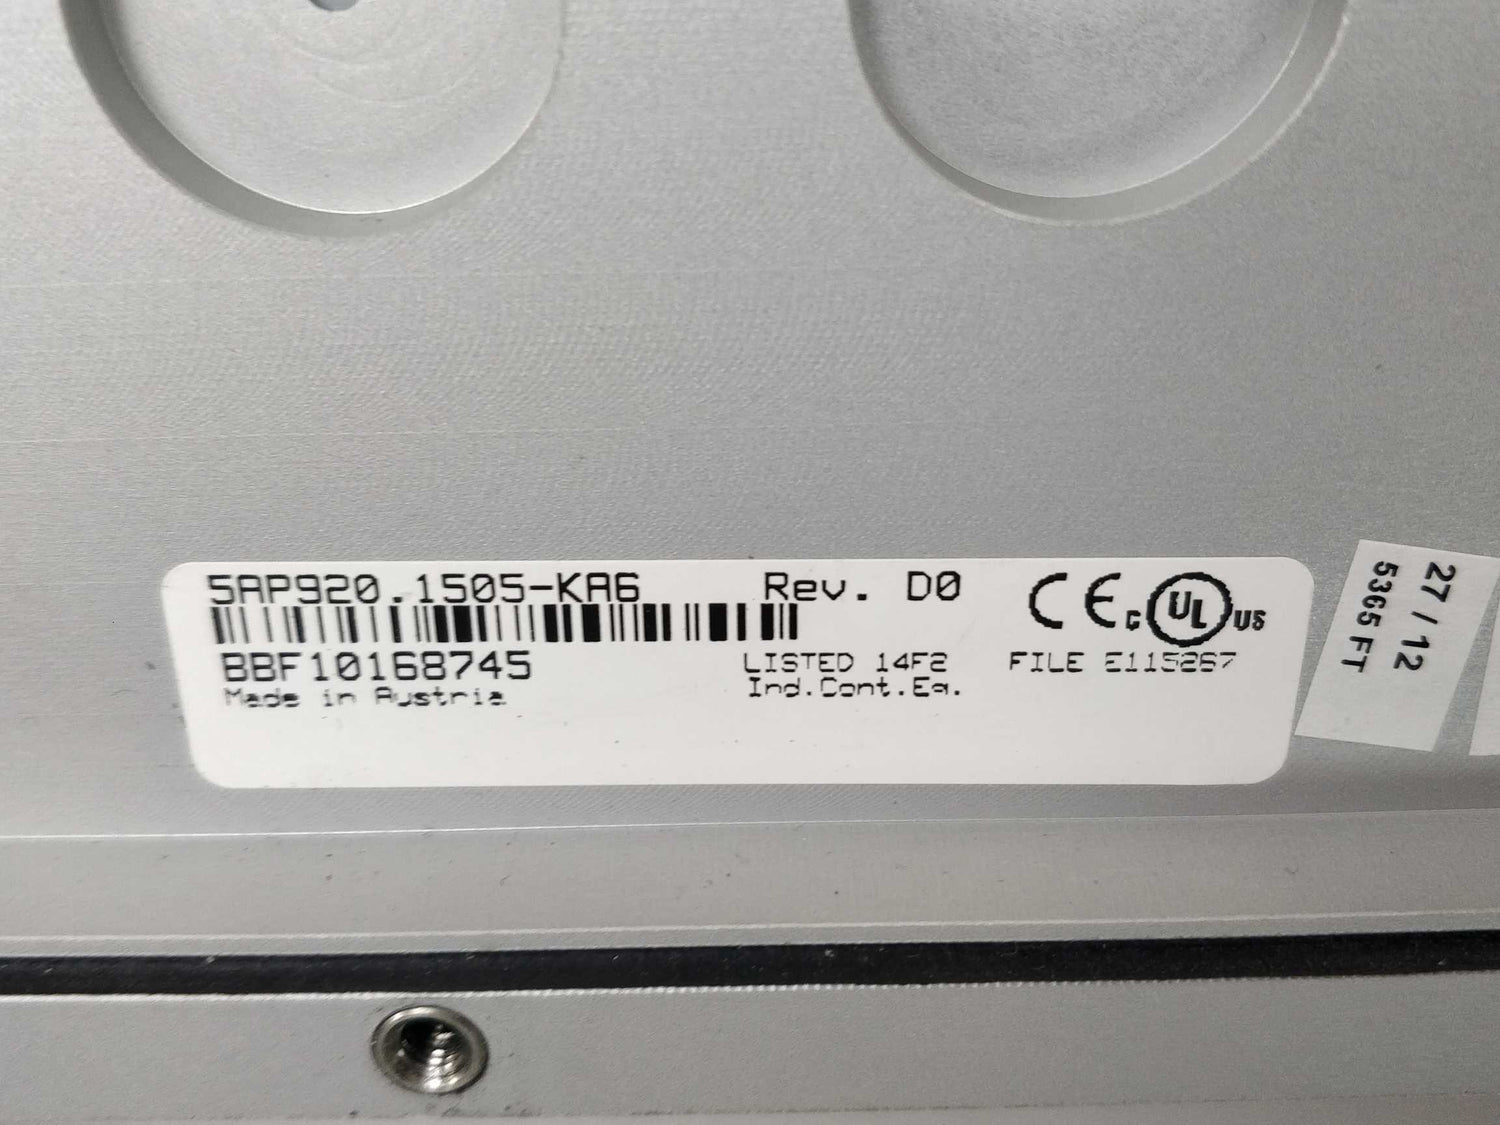 5AP920.1505-KA6 Rev. D0
CE c UL US
BBF10168745
LISTED 14F2 FILE E115267
Made in Austria
Ind.Cont.Eq.
27/12
5365 FT